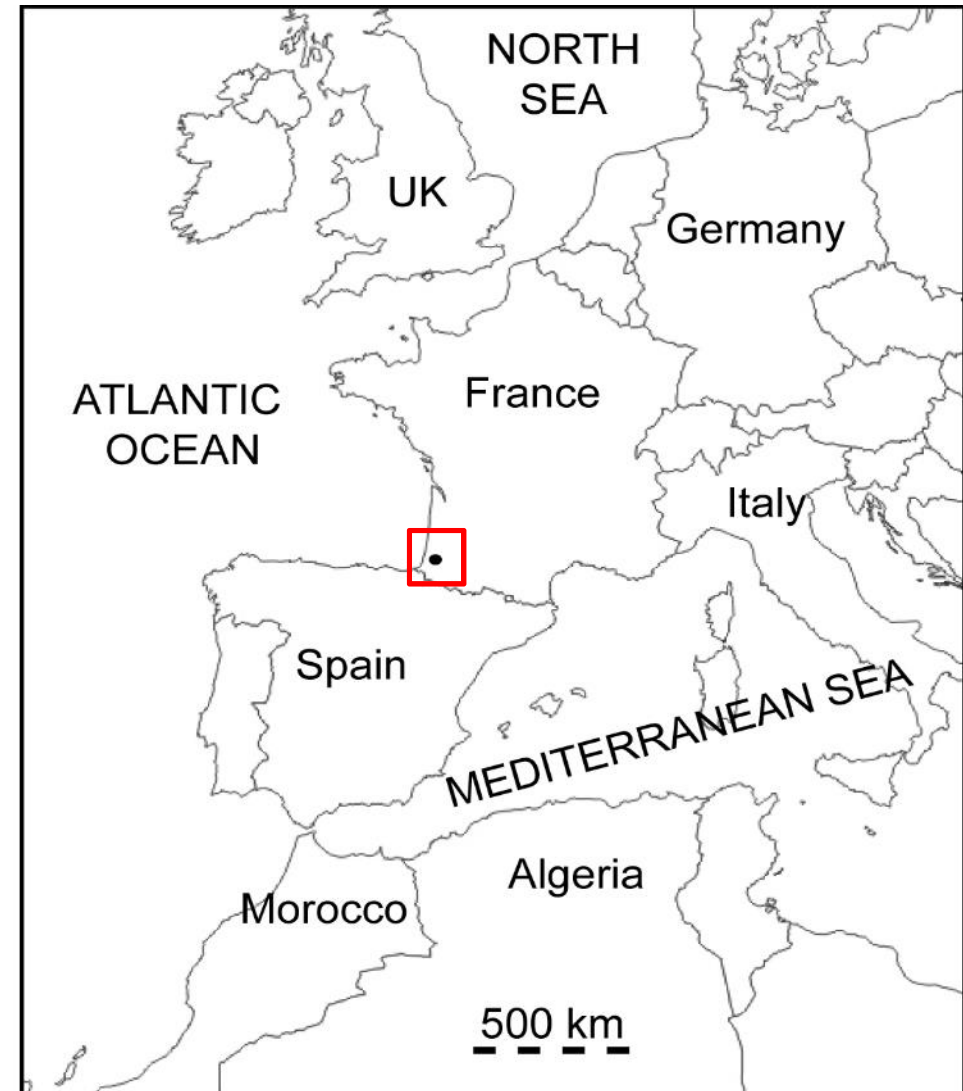 NORTH
SEA
UK
Germany
ATLANTIC
OCEAN
France
Italy
Spain
MEDITERRANEAN SEA
Algeria
Morocco
500 km